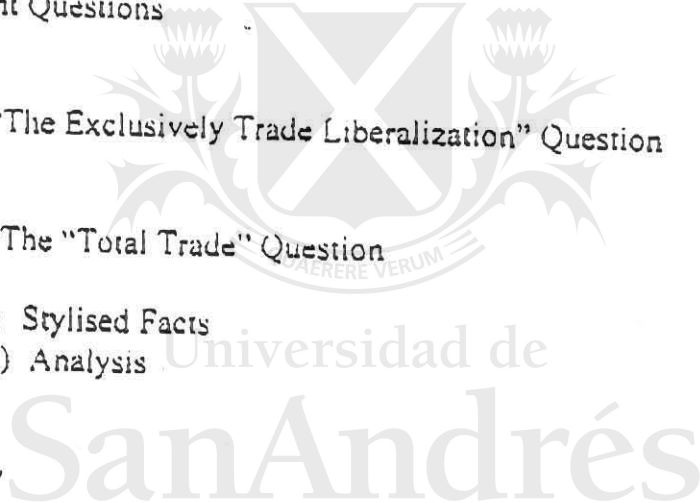 Questions
"The Exclusively Trade Liberalization" Question
The "Total Trade" Question
QUAERERE VERUM
Stylised Facts
) Analysis
Universidad de
SanAndrés